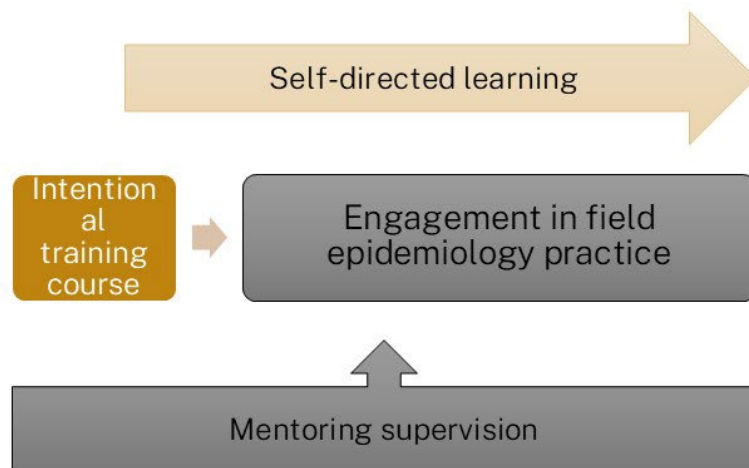 Self-directed learning
Intention
al
training
course
Engagement in field
epidemiology practice
Mentoring supervision